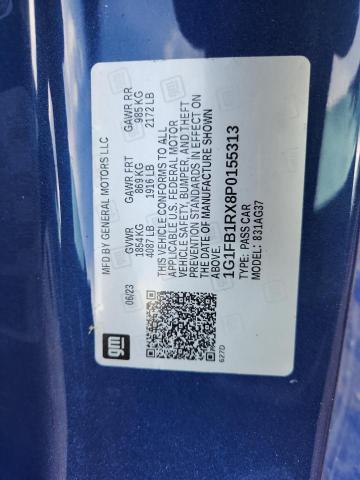 gm
MFD BY GENERAL MOTORS LLC
06/23
GVWR
1854 KG
4087 LB
GAWR FRT
869 KG
1916 LB
GAWR RR
985 KG
2172 LB
THIS VEHICLE CONFORMS TO ALL
APPLICABLE U.S. FEDERAL MOTOR
VEHICLE SAFETY, BUMPER, AND THEFT
PREVENTION STANDARDS IN EFFECT ON
THE DATE OF MANUFACTURE SHOWN
ABOVE.
1G1FB1RX8P0155313
TYPE: PASS CAR
MODEL: 831AG37
627D